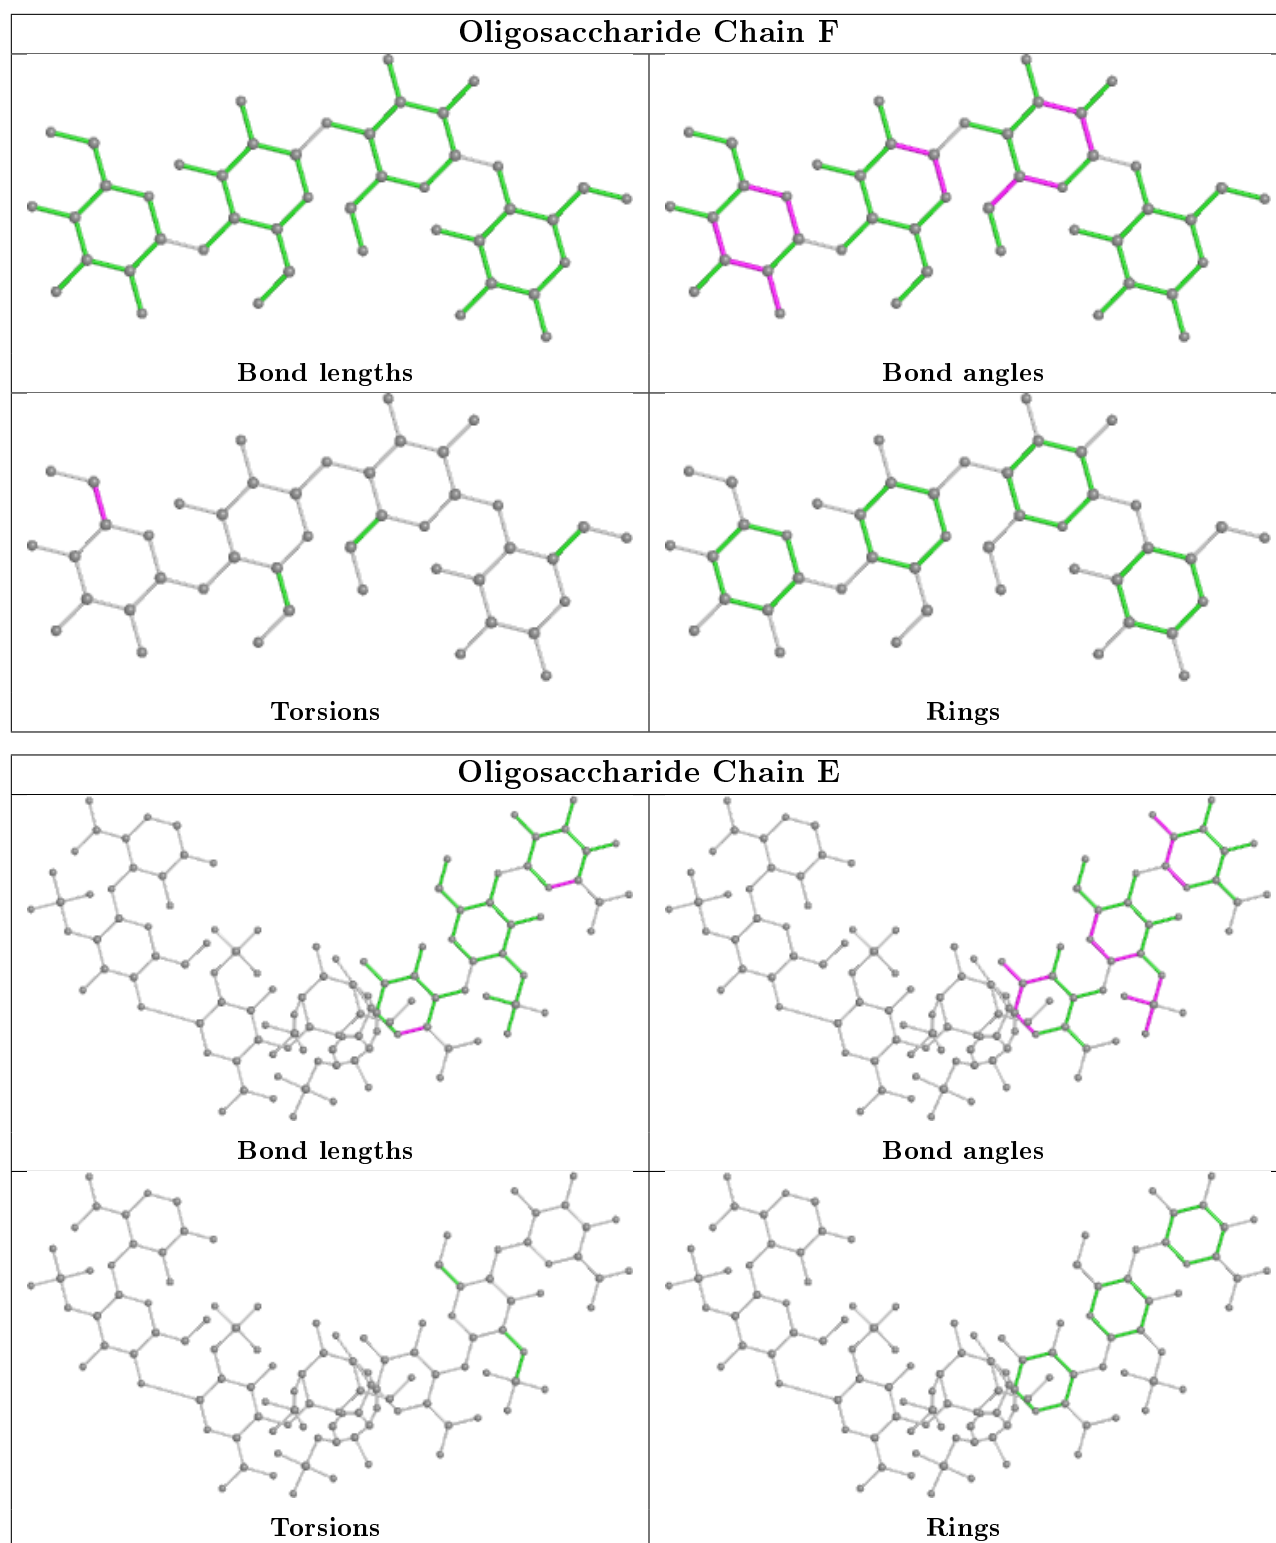 Oligosaccharide Chain F
Bond lengths
Bond angles
Torsions
Rings
Oligosaccharide Chain E
Bond lengths
Bond angles
Torsions
Rings